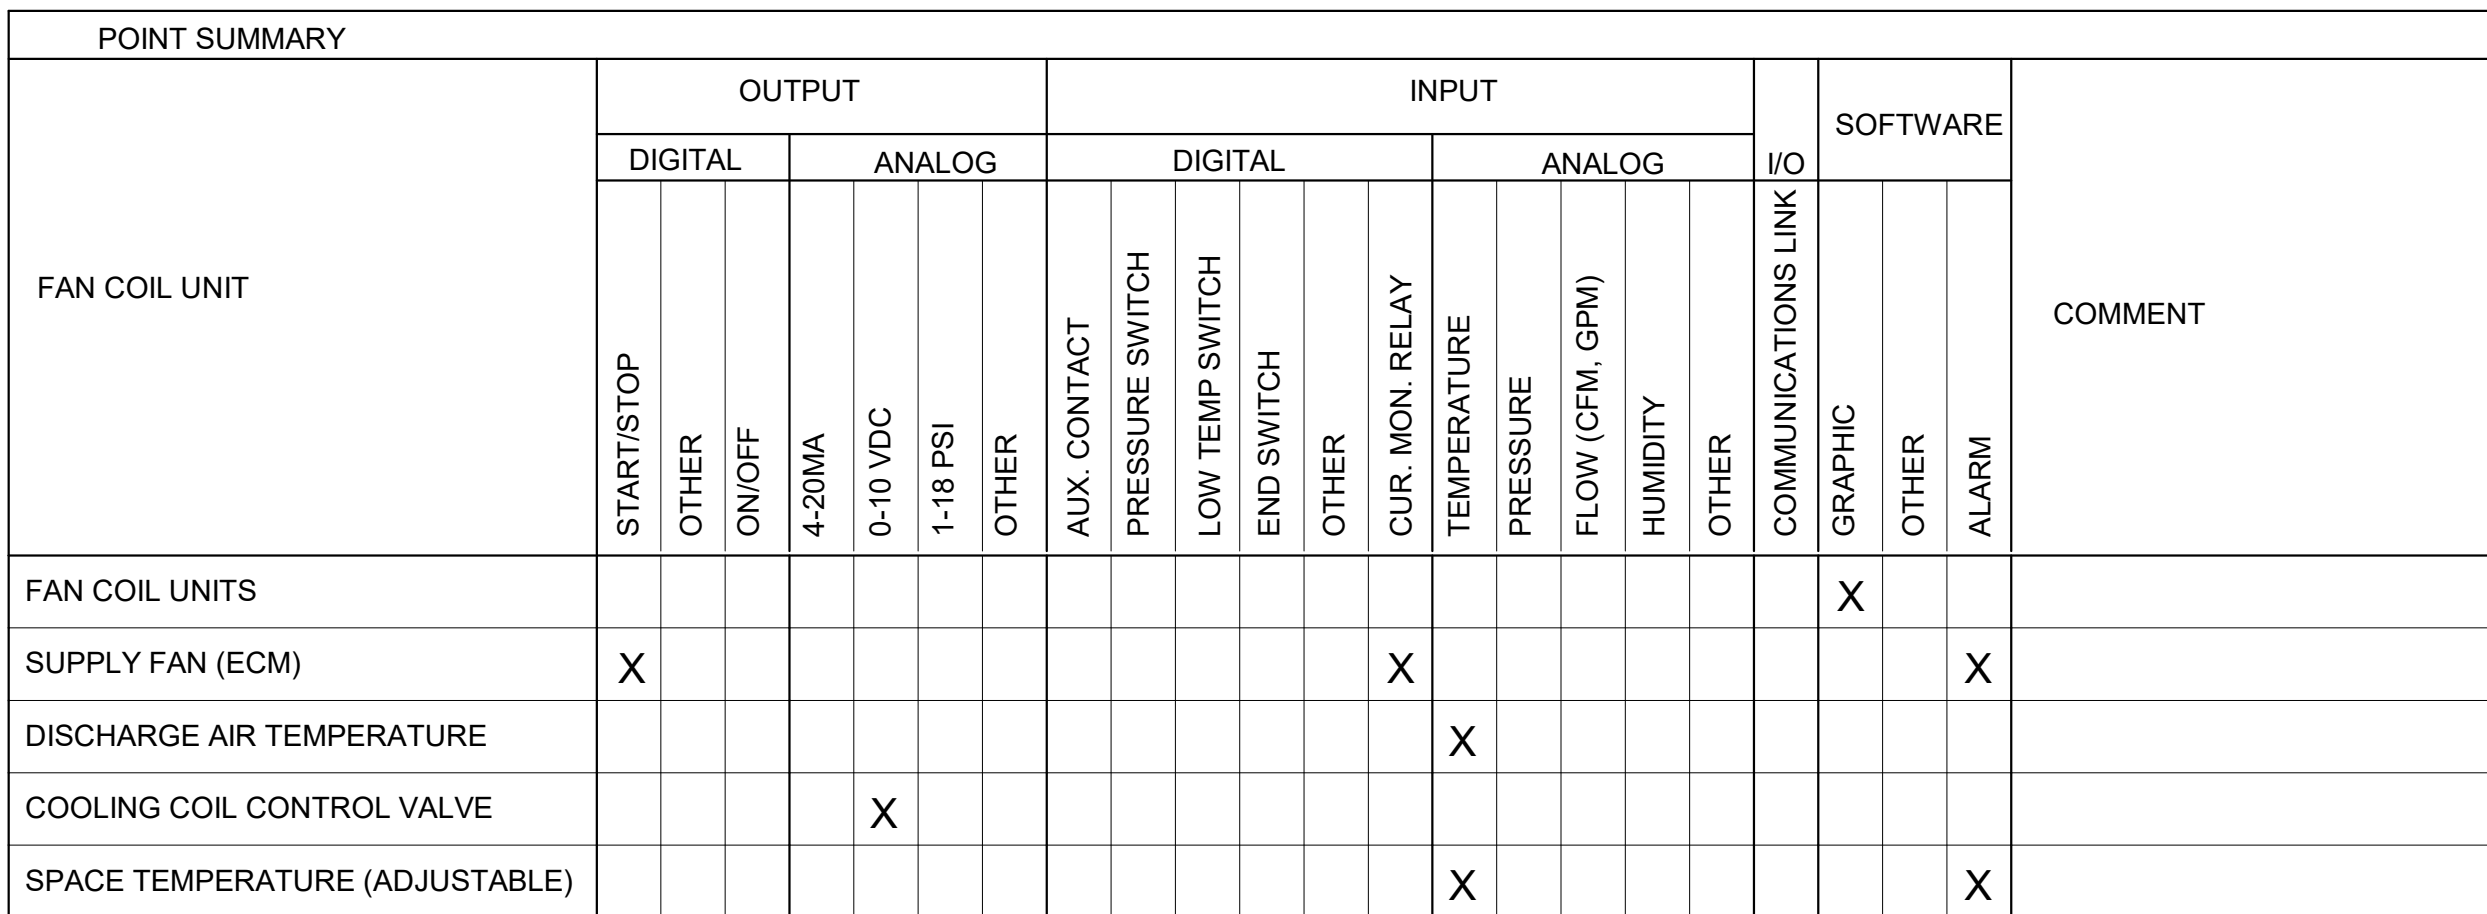 POINT SUMMARY
OUTPUT
INPUT
SOFTWARE
DIGITAL
ANALOG
DIGITAL
ANALOG
I/O
FAN COIL UNIT
START/STOP
OTHER
ON/OFF
4-20MA
0-10 VDC
1-18 PSI
OTHER
AUX. CONTACT
PRESSURE SWITCH
LOW TEMP SWITCH
END SWITCH
OTHER
CUR. MON. RELAY
TEMPERATURE
PRESSURE
FLOW (CFM, GPM)
HUMIDITY
OTHER
COMMUNICATIONS LINK
GRAPHIC
OTHER
ALARM
COMMENT
FAN COIL UNITS X
SUPPLY FAN (ECM) X X X
DISCHARGE AIR TEMPERATURE X
COOLING COIL CONTROL VALVE X
SPACE TEMPERATURE (ADJUSTABLE) X X